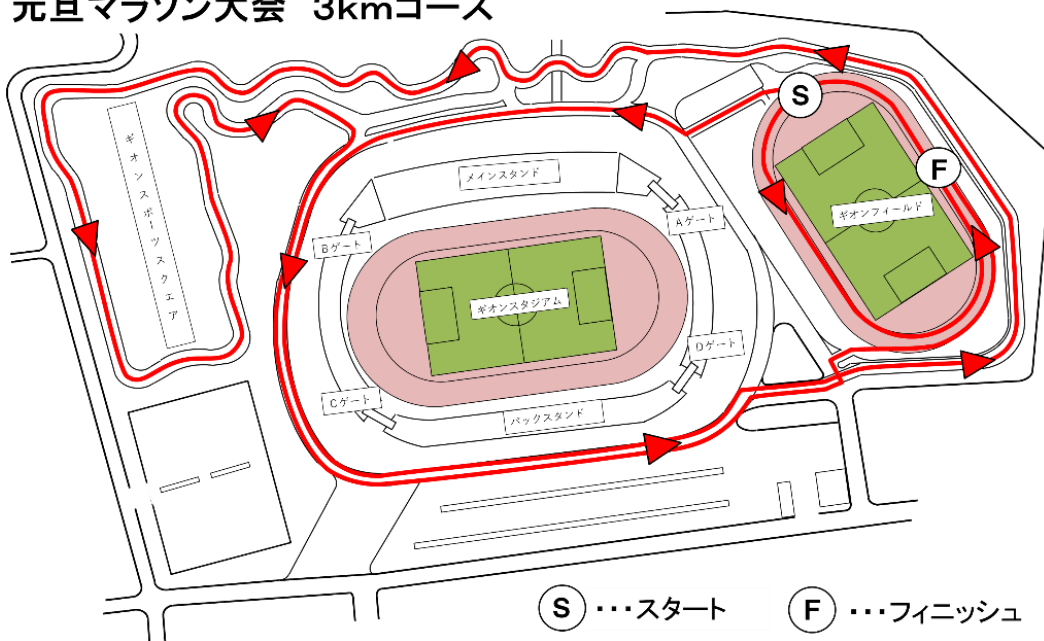 元旦マラソン大会 3kmコース
S
F
ギオンスポーツスクエア
メインスタンド
Aゲート
Bゲート
ギオンフィールド
ギオンスタジアム
Dゲート
Cゲート
バックスタンド
S ・・・スタート F ・・・フィニッシュ